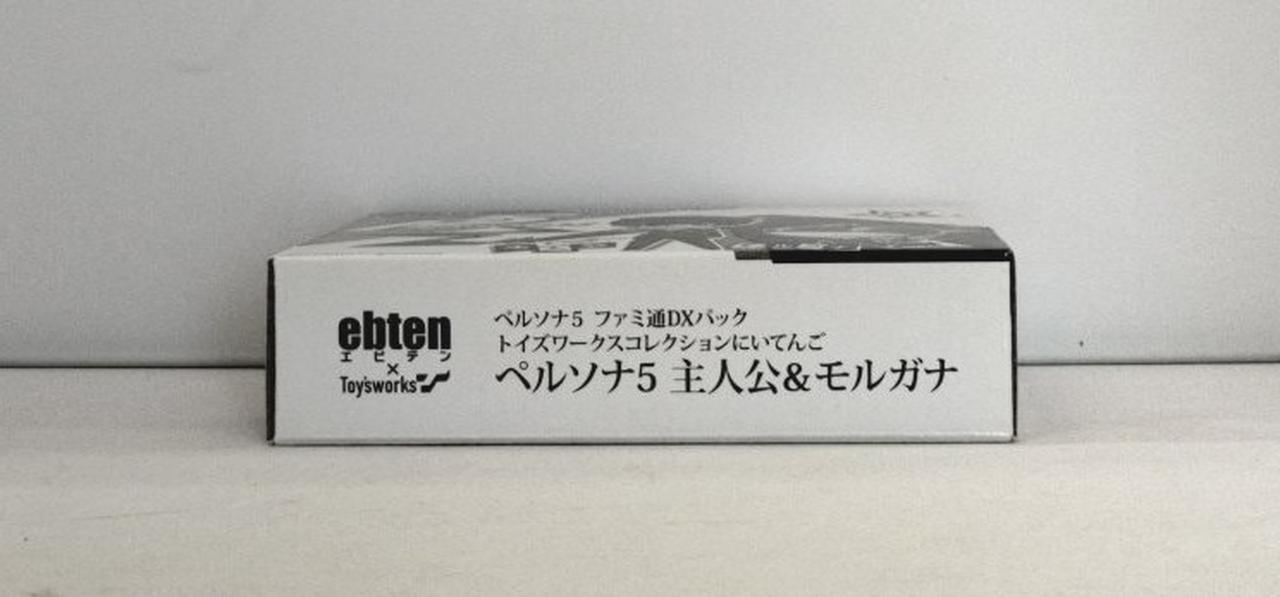 ebten
エビテン
×
Toy'sworks
ペルソナ5 ファミ通DXパック
トイズワークスコレクションにいてんご
ペルソナ5 主人公&モルガナ